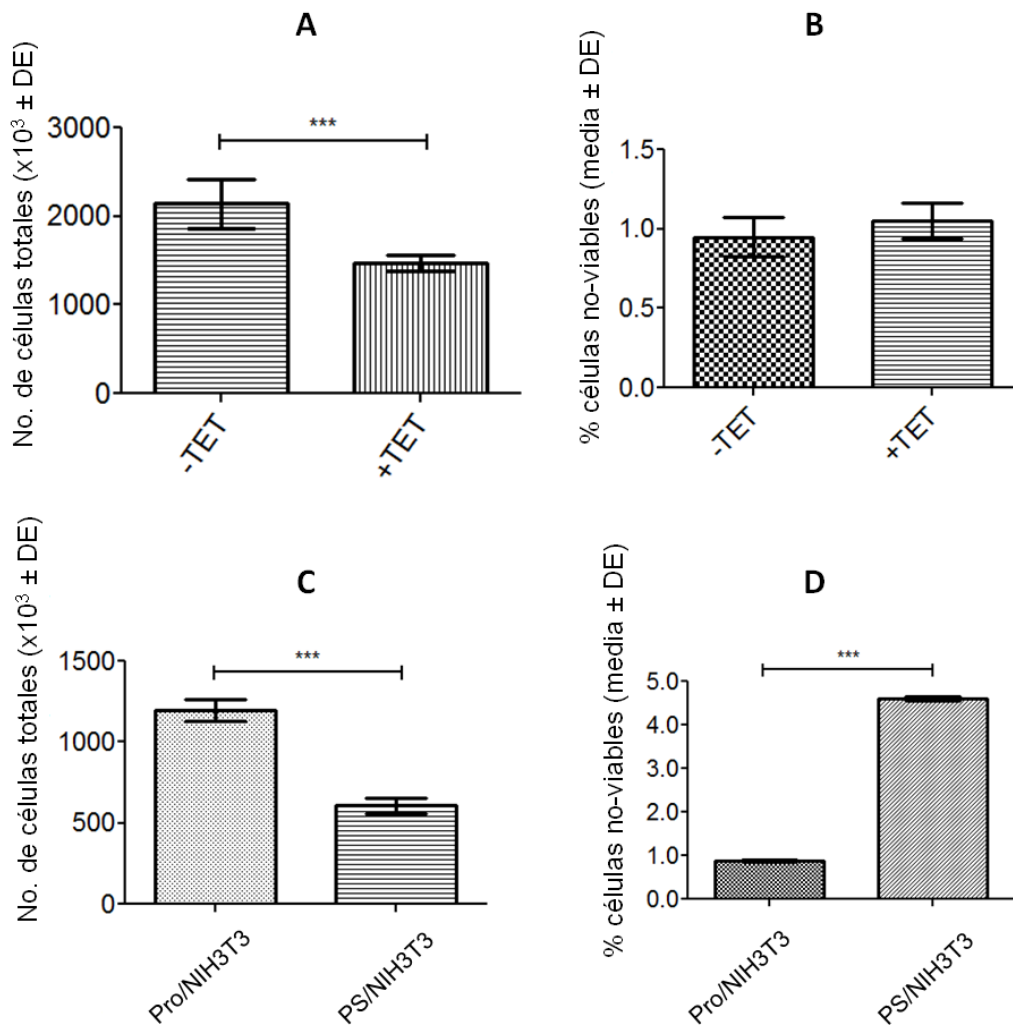 A
No. de células totales (x10³ ± DE)
3000
2000
1000
0
***
-TET
+TET
B
% células no-viables (media ± DE)
1.5
1.0
0.5
0.0
-TET
+TET
C
No. de células totales (x10³ ± DE)
1500
1000
500
0
***
Pro/NIH3T3
PS/NIH3T3
D
% células no-viables (media ± DE)
5.0
4.0
3.0
2.0
1.0
0.0
***
Pro/NIH3T3
PS/NIH3T3